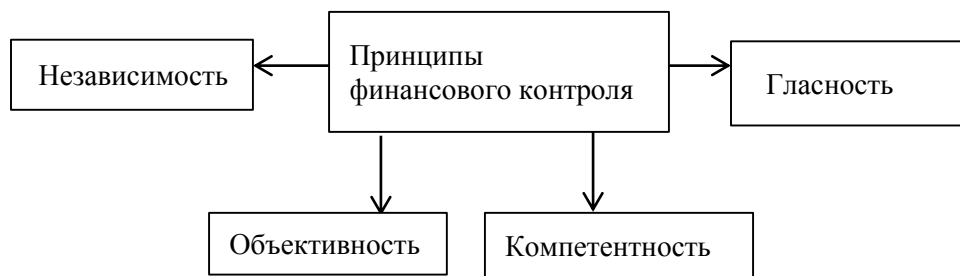 Принципы
финансового контроля
Независимость
Гласность
Объективность
Компетентность